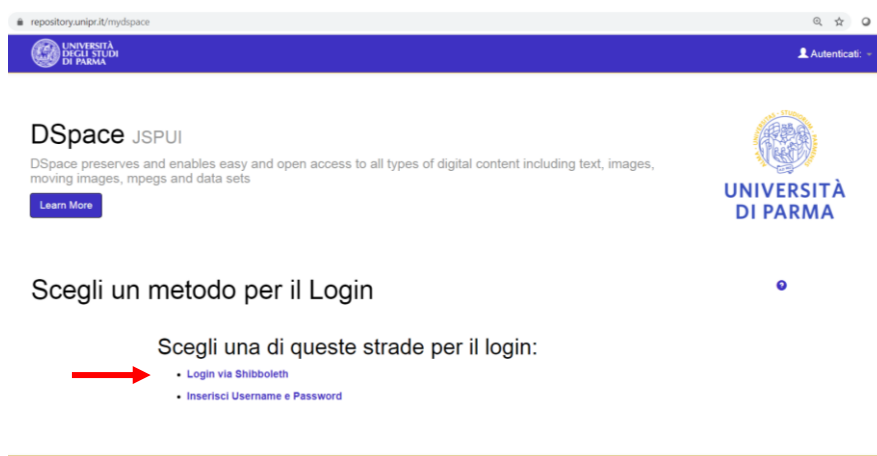 repository.unipr.it/mydspace
UNIVERSITÀ
DEGLI STUDI
DI PARMA
Autenticati:
DSpace JSPUI
DSpace preserves and enables easy and open access to all types of digital content including text, images,
moving images, mpegs and data sets
Learn More
UNIVERSITÀ
DI PARMA
Scegli un metodo per il Login
Scegli una di queste strade per il login:
Login via Shibboleth
Inserisci Username e Password